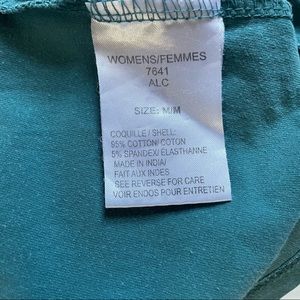 WOMENS/FEMMES
7641
ALC
SIZE: M/M
COQUILLE / SHELL:
95% COTTON/ COTON
5% SPANDEX/ ÉLASTHANNE
MADE IN INDIA/
FAIT AUX INDES
SEE REVERSE FOR CARE
VOIR ENDOS POUR ENTRETIEN